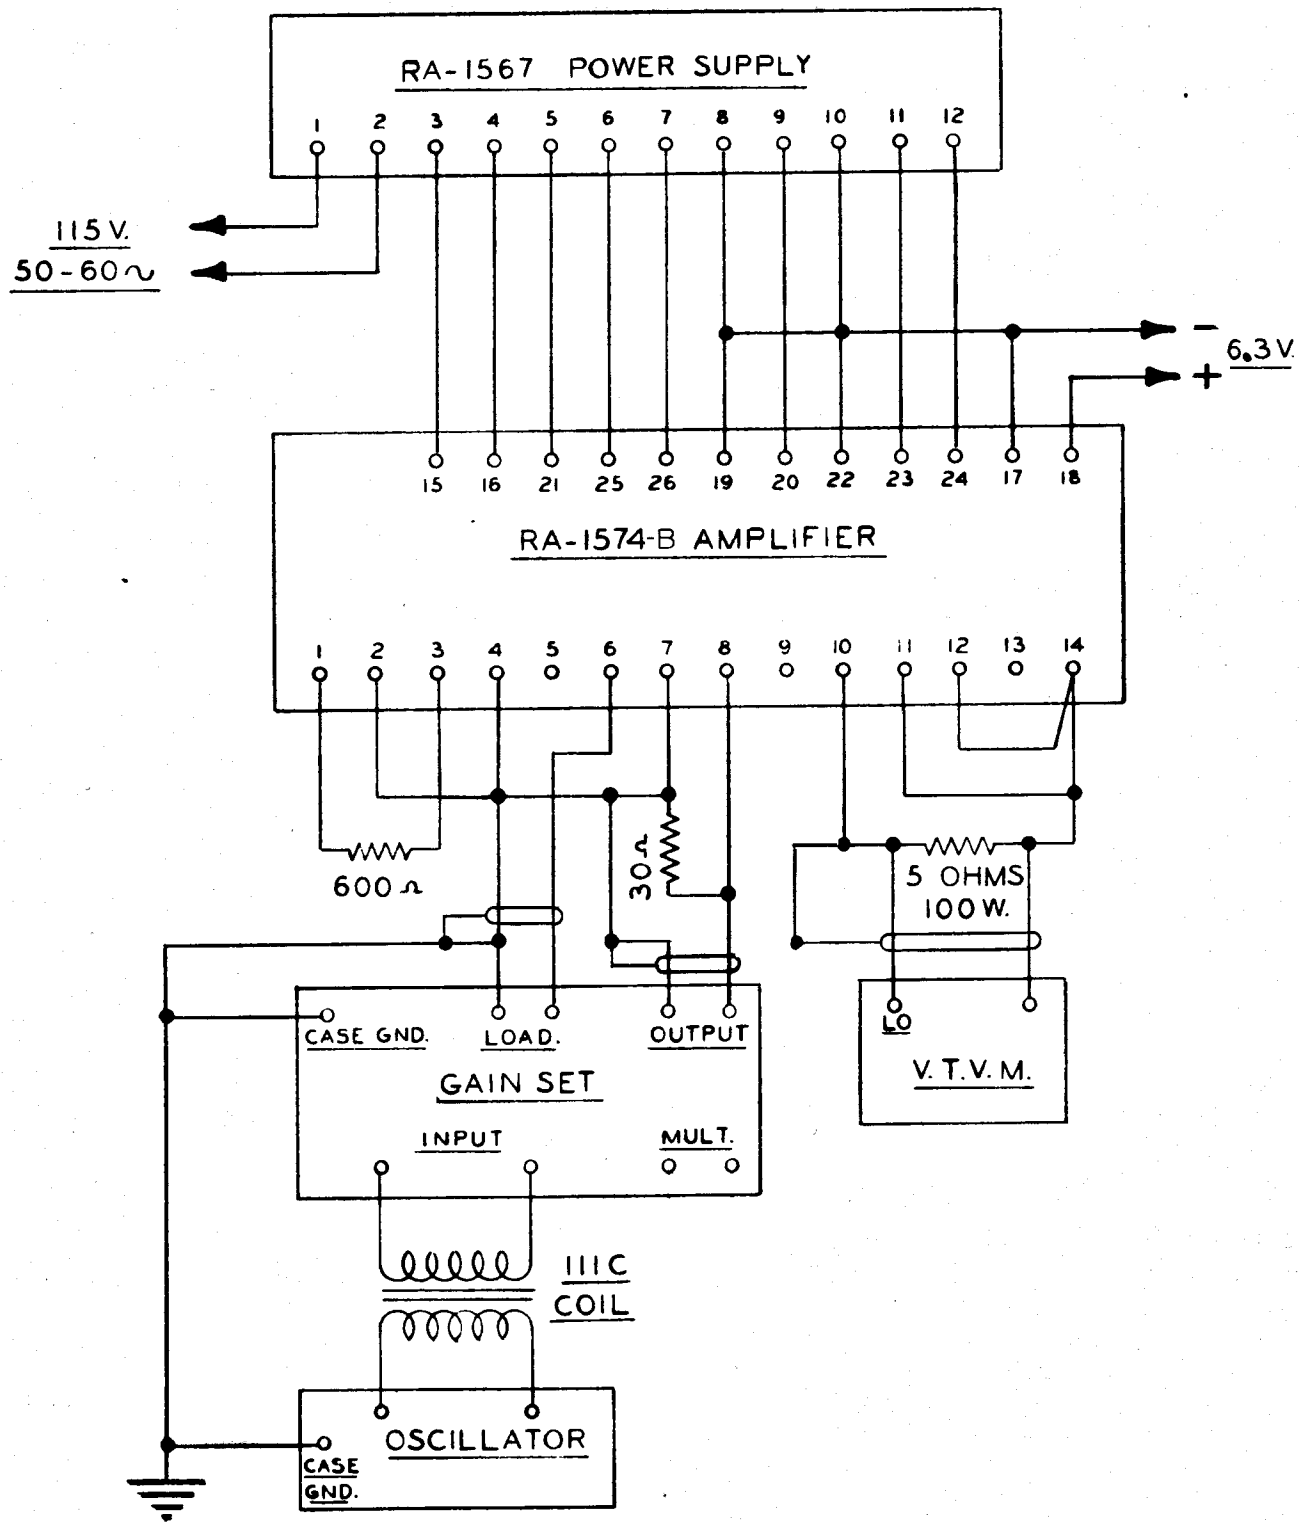 RA-1567 POWER SUPPLY
1 2 3 4 5 6 7 8 9 10 11 12
115 V.
50-60~
-
6.3 V.
+
15 16 21 25 26 19 20 22 23 24 17 18
RA-1574-B AMPLIFIER
1 2 3 4 5 6 7 8 9 10 11 12 13 14
600 Ω
30 Ω
5 OHMS
100 W.
CASE GND. LOAD. OUTPUT
LO
GAIN SET
V. T. V. M.
INPUT MULT.
111C
COIL
OSCILLATOR
CASE
GND.